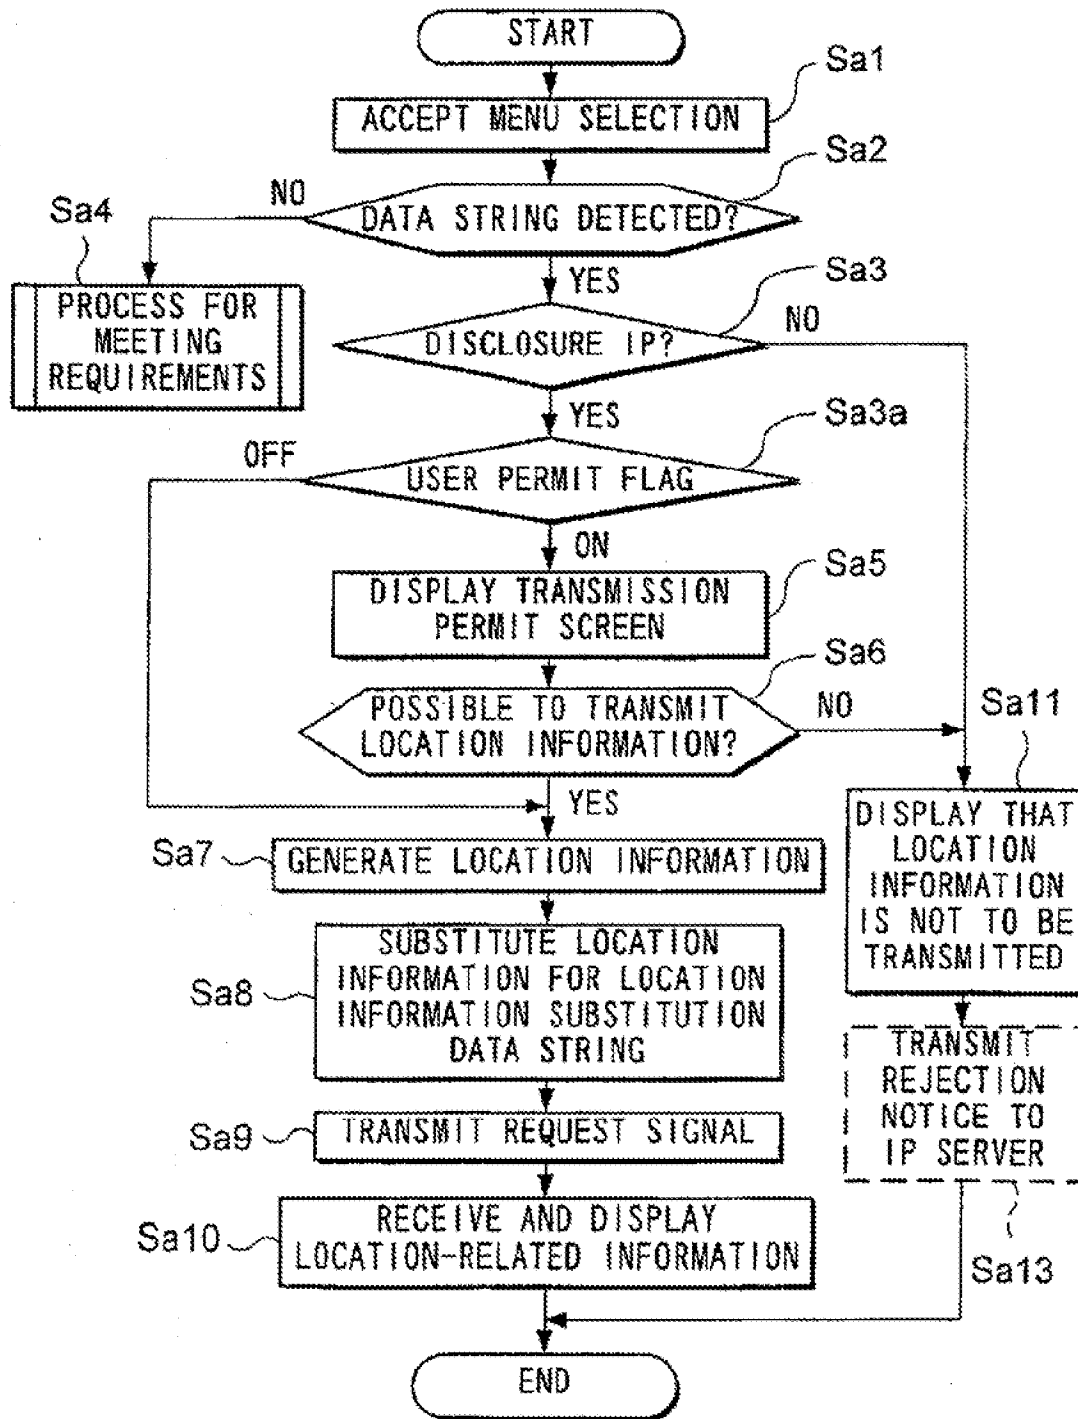 START
Sa1
ACCEPT MENU SELECTION
Sa2
NO
DATA STRING DETECTED?
Sa4
YES
Sa3
PROCESS FOR
MEETING
REQUIREMENTS
DISCLOSURE IP?
NO
YES
Sa3a
OFF
USER PERMIT FLAG
ON
Sa5
DISPLAY TRANSMISSION
PERMIT SCREEN
Sa6
POSSIBLE TO TRANSMIT
LOCATION INFORMATION?
NO
Sa11
YES
DISPLAY THAT
LOCATION
INFORMATION
IS NOT TO BE
TRANSMITTED
Sa7
GENERATE LOCATION INFORMATION
SUBSTITUTE LOCATION
INFORMATION FOR LOCATION
INFORMATION SUBSTITUTION
DATA STRING
Sa8
TRANSMIT
REJECTION
NOTICE TO
IP SERVER
Sa9
TRANSMIT REQUEST SIGNAL
Sa10
RECEIVE AND DISPLAY
LOCATION-RELATED INFORMATION
Sa13
END